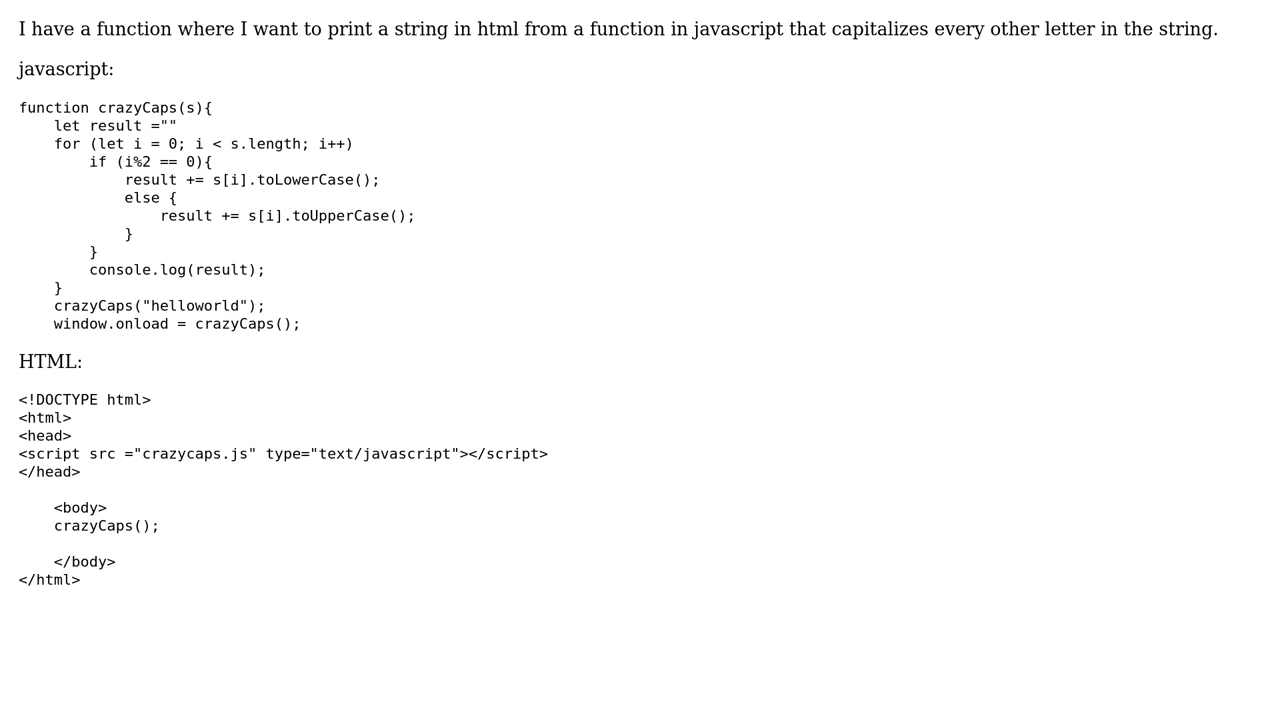 I have a function where I want to print a string in html from a function in javascript that capitalizes every other letter in the string.
javascript:
function crazyCaps(s){
    let result =""
    for (let i = 0; i < s.length; i++)
        if (i%2 == 0){
            result += s[i].toLowerCase();
            else {
                result += s[i].toUpperCase();
            }
        }
        console.log(result);
    }
    crazyCaps("helloworld");
    window.onload = crazyCaps();
HTML:
<!DOCTYPE html>
<html>
<head>
<script src ="crazycaps.js" type="text/javascript"></script>
</head>
    <body>
    crazyCaps();
    </body>
</html>